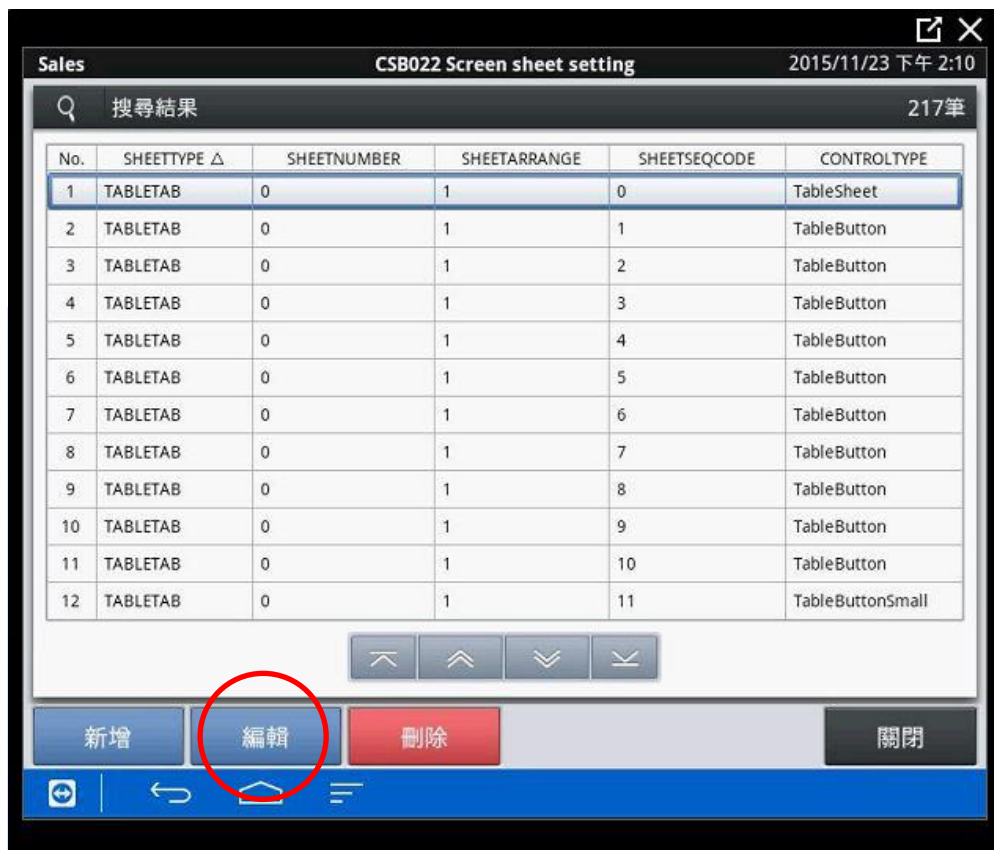 Sales CSB022 Screen sheet setting 2015/11/23 下午 2:10
搜尋結果 217筆
No. SHEETTYPE △ SHEETNUMBER SHEETARRANGE SHEETSEQCODE CONTROLTYPE
1 TABLETAB 0 1 0 TableSheet
2 TABLETAB 0 1 1 TableButton
3 TABLETAB 0 1 2 TableButton
4 TABLETAB 0 1 3 TableButton
5 TABLETAB 0 1 4 TableButton
6 TABLETAB 0 1 5 TableButton
7 TABLETAB 0 1 6 TableButton
8 TABLETAB 0 1 7 TableButton
9 TABLETAB 0 1 8 TableButton
10 TABLETAB 0 1 9 TableButton
11 TABLETAB 0 1 10 TableButton
12 TABLETAB 0 1 11 TableButtonSmall
新增 編輯 刪除 關閉